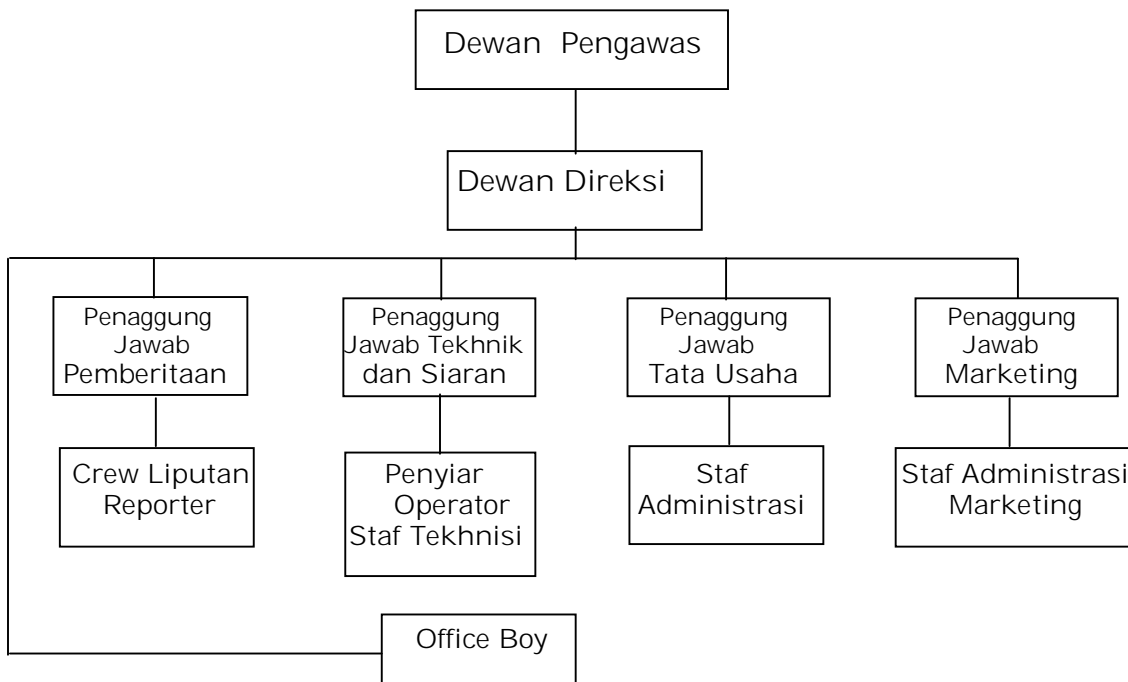 Dewan Pengawas
Dewan Direksi
Penaggung
Jawab
Pemberitaan
Penaggung
Jawab Tekhnik
dan Siaran
Penaggung
Jawab
Tata Usaha
Penaggung
Jawab
Marketing
Crew Liputan
Reporter
Penyiar
Operator
Staf Tekhnisi
Staf
Administrasi
Staf Administrasi
Marketing
Office Boy